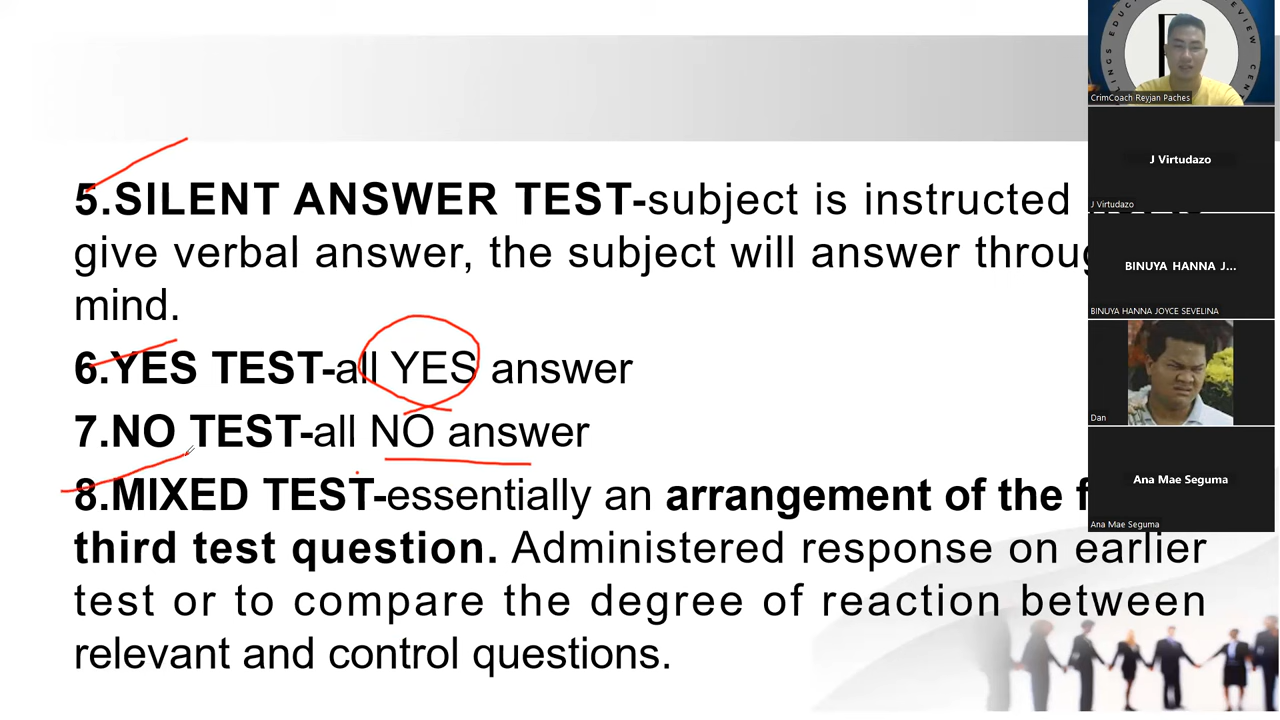 5.SILENT ANSWER TEST-subject is instructed
give verbal answer, the subject will answer
mind.
6.YES TEST-all YES answer
7.NO TEST-all NO answer
8.MIXED TEST-essentially an arrangement of the
third test question. Administered response on earlier
test or to compare the degree of reaction between
relevant and control questions.
CrimCoach Reyjan Paches
J Virtudazo
J Virtudazo
BINUYA HANNA J...
BINUYA HANNA JOYCE SEVELINA
Dan
Ana Mae Seguma
Ana Mae Seguma